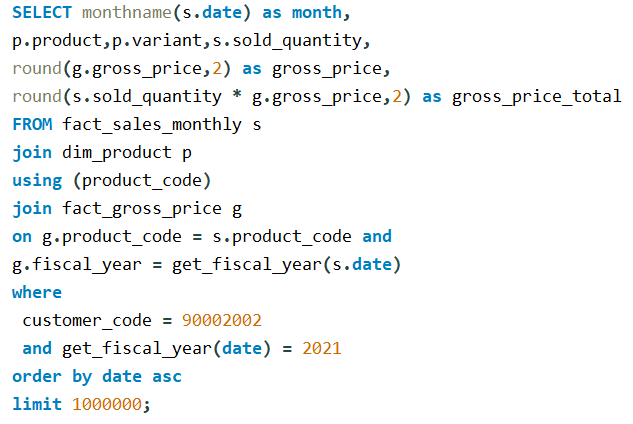 SELECT monthname(s.date) as month,
p.product,p.variant,s.sold_quantity,
round(g.gross_price,2) as gross_price,
round(s.sold_quantity * g.gross_price,2) as gross_price_total
FROM fact_sales_monthly s
join dim_product p
using (product_code)
join fact_gross_price g
on g.product_code = s.product_code and
g.fiscal_year = get_fiscal_year(s.date)
where
 customer_code = 90002002
 and get_fiscal_year(date) = 2021
order by date asc
limit 1000000;